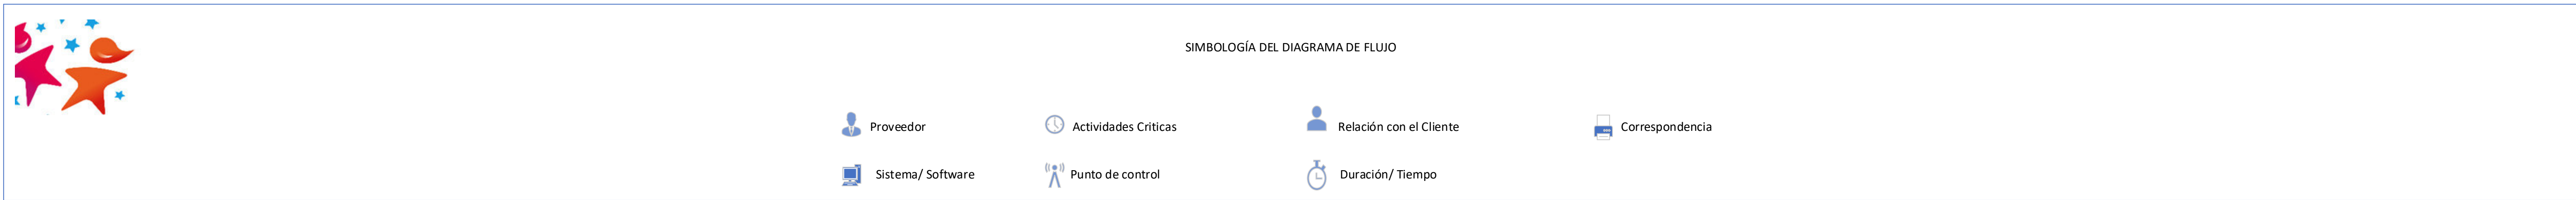 SIMBOLOGÍA DEL DIAGRAMA DE FLUJO
Proveedor
Actividades Criticas
Relación con el Cliente
Correspondencia
Sistema/ Software
Punto de control
Duración/ Tiempo